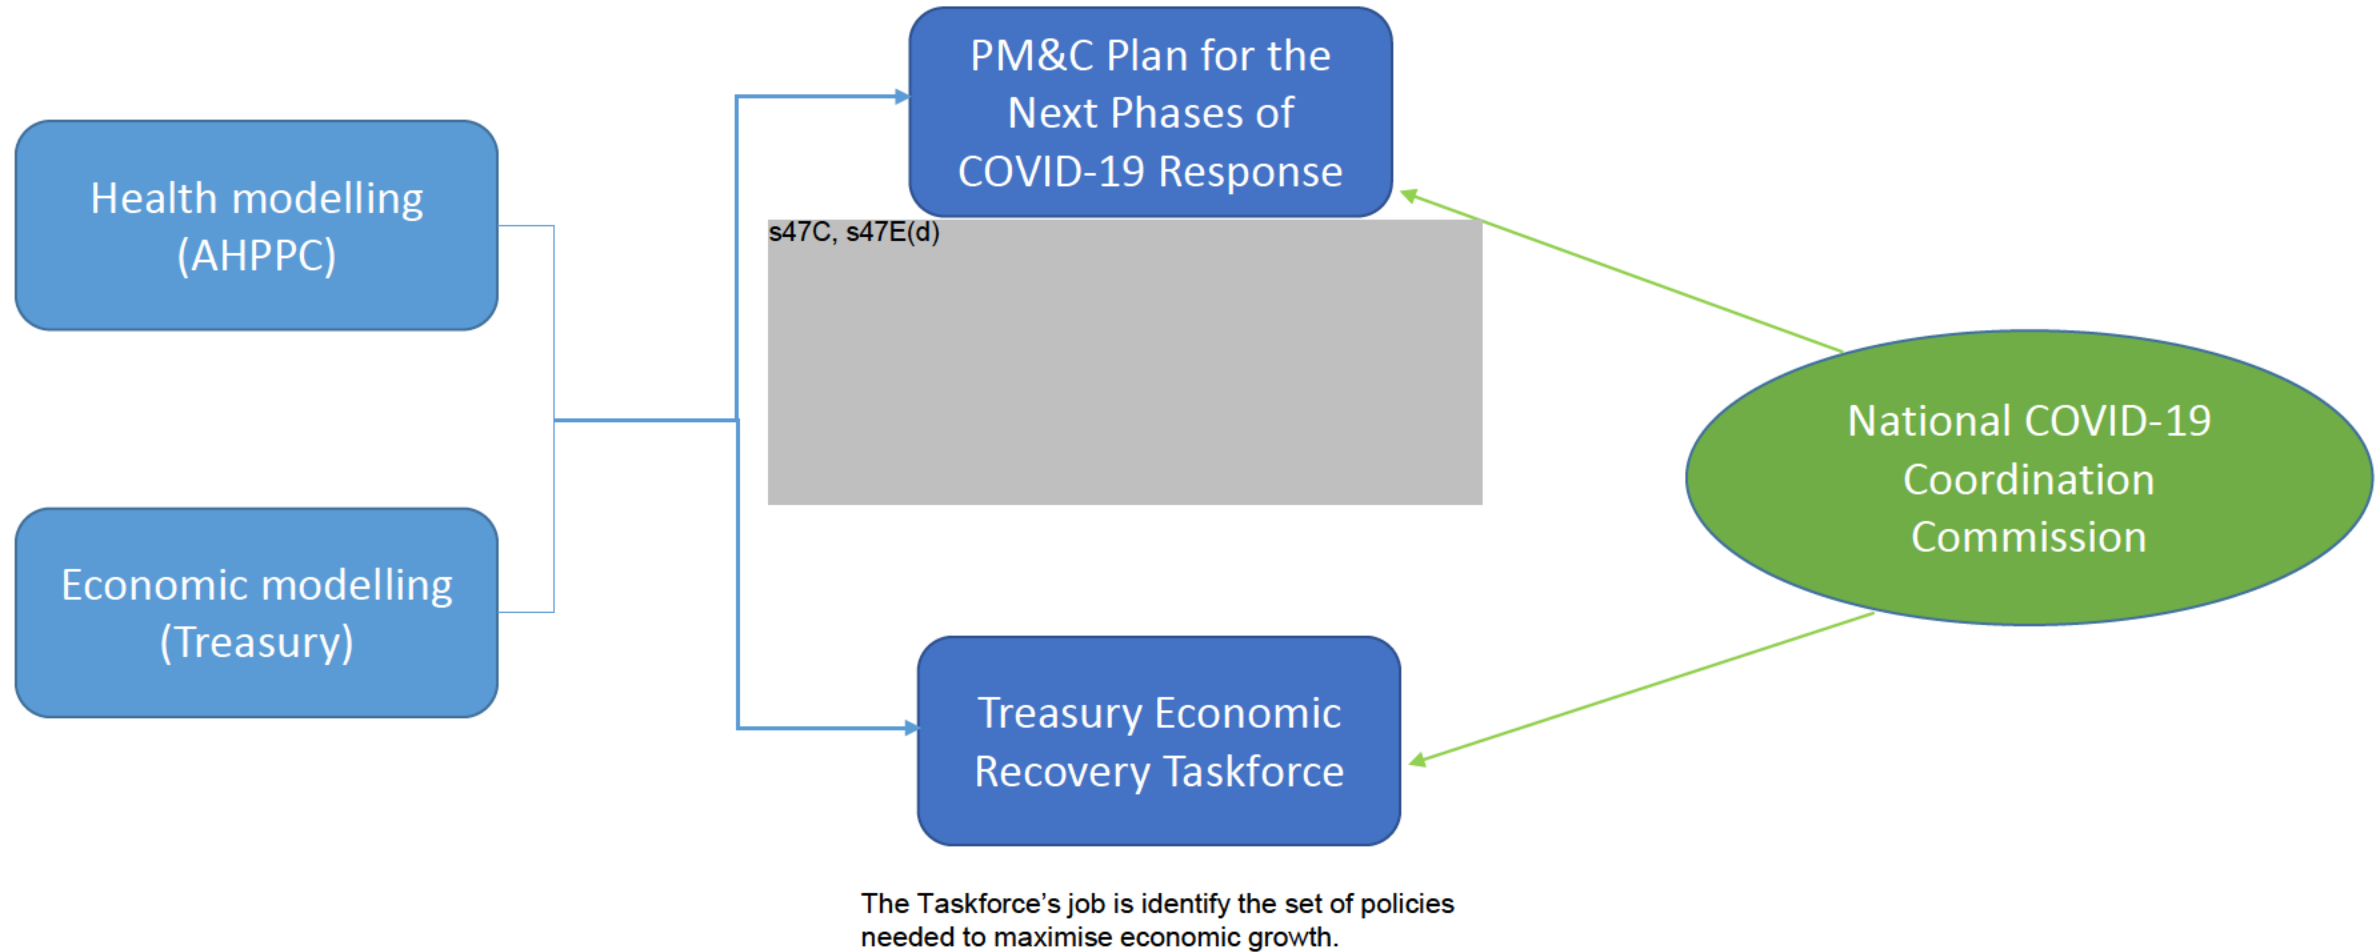 PM&C Plan for the
Next Phases of
COVID-19 Response
Health modelling
(AHPPC)
s47C, s47E(d)
National COVID-19
Coordination
Commission
Economic modelling
(Treasury)
Treasury Economic
Recovery Taskforce
The Taskforce's job is identify the set of policies
needed to maximise economic growth.